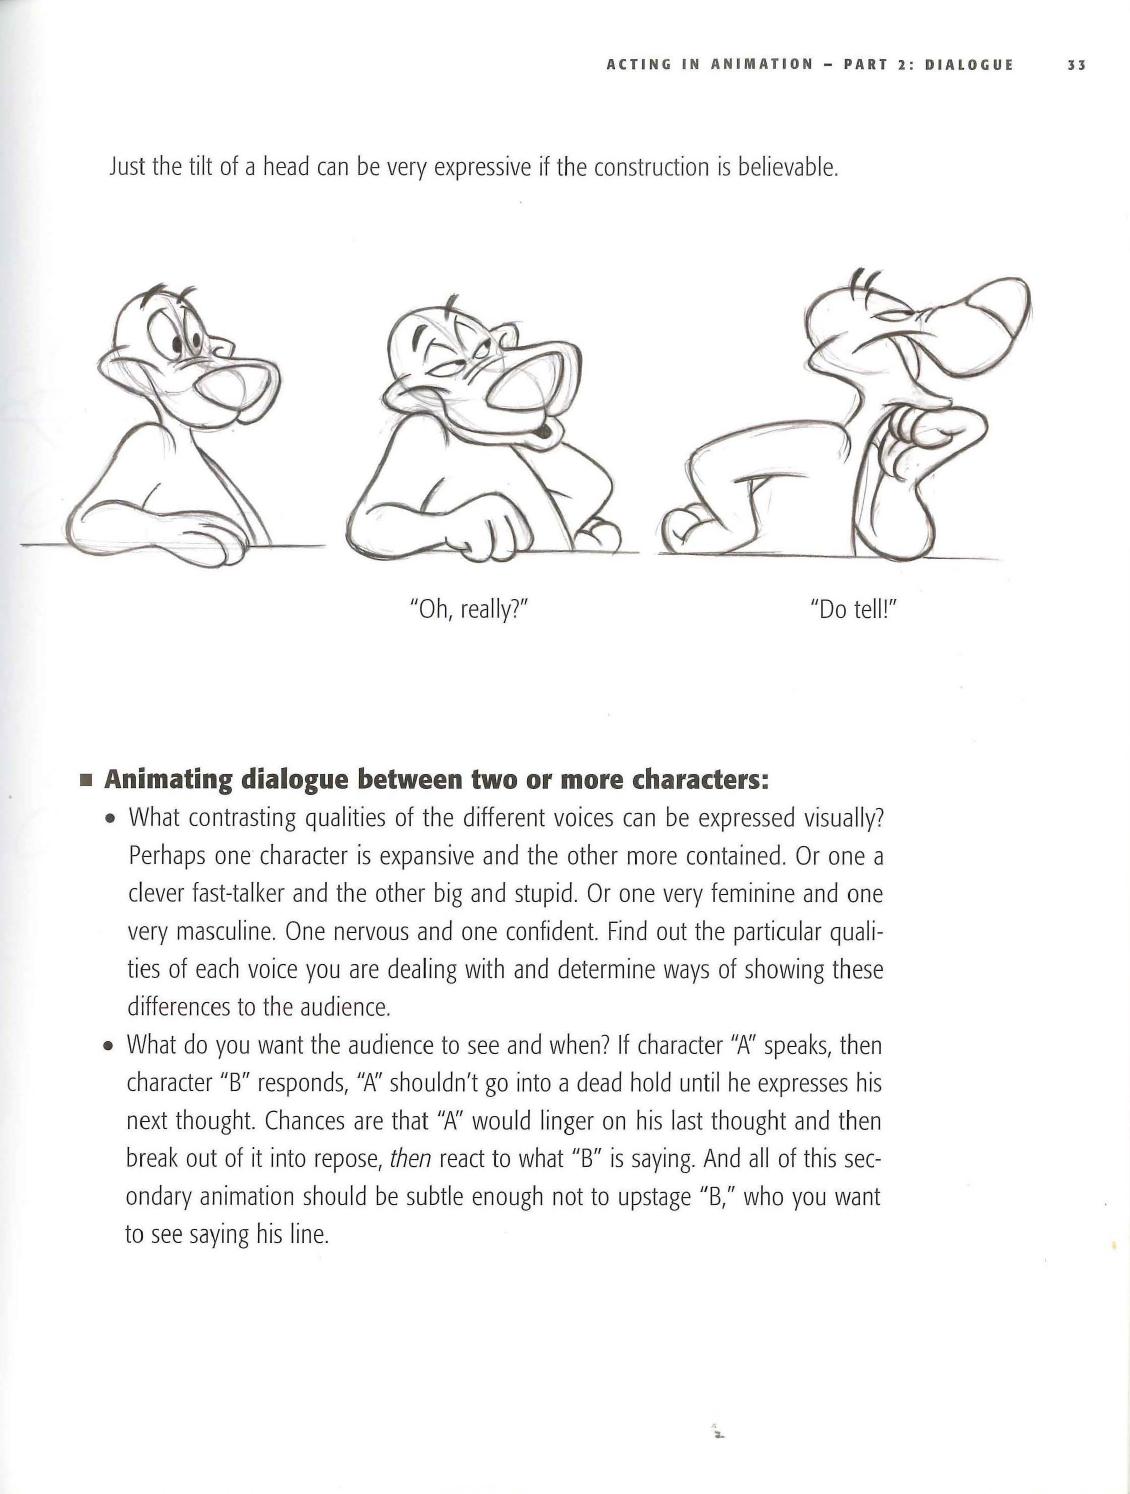 ACTING IN ANIMATION – PART 2: DIALOGUE 33
Just the tilt of a head can be very expressive if the construction is believable.
“Oh, really?” “Do tell!”
■ Animating dialogue between two or more characters:
• What contrasting qualities of the different voices can be expressed visually?
Perhaps one character is expansive and the other more contained. Or one a
clever fast-talker and the other big and stupid. Or one very feminine and one
very masculine. One nervous and one confident. Find out the particular quali-
ties of each voice you are dealing with and determine ways of showing these
differences to the audience.
• What do you want the audience to see and when? If character “A” speaks, then
character “B” responds, “A” shouldn't go into a dead hold until he expresses his
next thought. Chances are that “A” would linger on his last thought and then
break out of it into repose, then react to what “B” is saying. And all of this sec-
ondary animation should be subtle enough not to upstage “B,” who you want
to see saying his line.